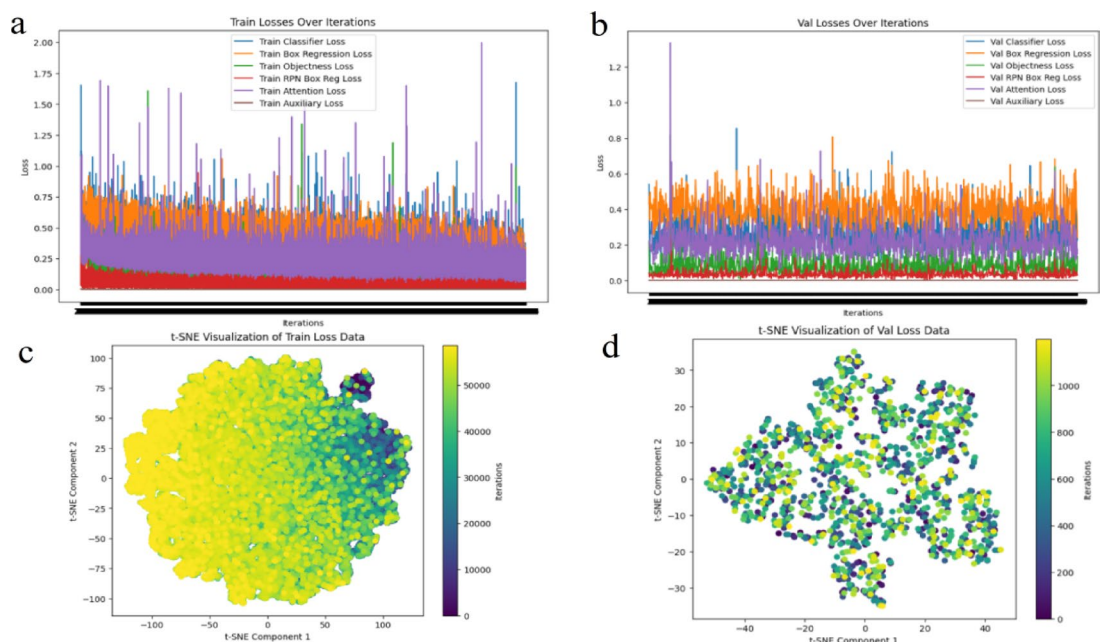 a
Train Losses Over Iterations
2.00
1.75
1.50
1.25
1.00
0.75
0.50
0.25
0.00
Loss
Train Classifier Loss
Train Box Regression Loss
Train Objectness Loss
Train RPN Box Reg Loss
Train Attention Loss
Train Auxiliary Loss
Iterations
b
Val Losses Over Iterations
1.2
1.0
0.8
0.6
0.4
0.2
0.0
Loss
Val Classifier Loss
Val Box Regression Loss
Val Objectness Loss
Val RPN Box Reg Loss
Val Attention Loss
Val Auxiliary Loss
Iterations
c
t-SNE Visualization of Train Loss Data
100
75
50
25
0
−25
−50
−75
−100
t-SNE Component 2
−100 −50 0 50 100
t-SNE Component 1
50000
40000
30000
20000
10000
0
Iterations
d
t-SNE Visualization of Val Loss Data
30
20
10
0
−10
−20
−30
t-SNE Component 2
−40 −20 0 20 40
t-SNE Component 1
1000
800
600
400
200
0
Iterations